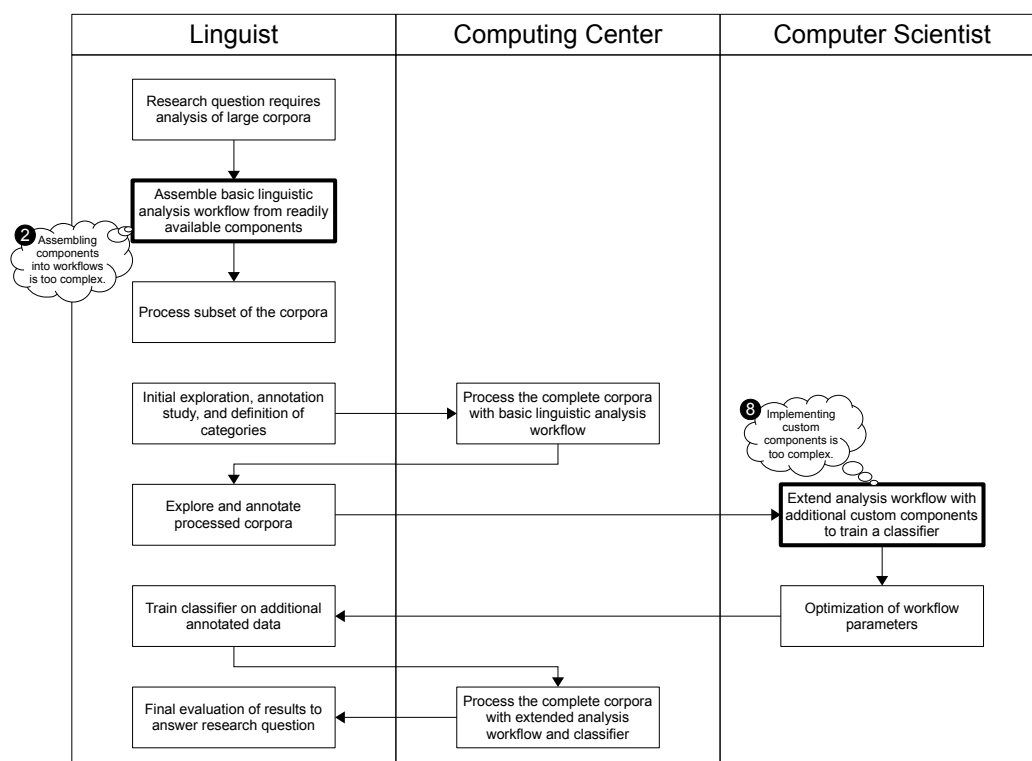 Linguist
Computing Center
Computer Scientist
Research question requires
analysis of large corpora
Assemble basic linguistic
analysis workflow from readily
available components
2
Assembling
components
into workflows
is too complex.
Process subset of the corpora
Initial exploration, annotation
study, and definition of
categories
Process the complete corpora
with basic linguistic analysis
workflow
8
Implementing
custom
components is
too complex.
Explore and annotate
processed corpora
Extend analysis workflow with
additional custom components
to train a classifier
Train classifier on additional
annotated data
Optimization of workflow
parameters
Final evaluation of results to
answer research question
Process the complete corpora
with extended analysis
workflow and classifier